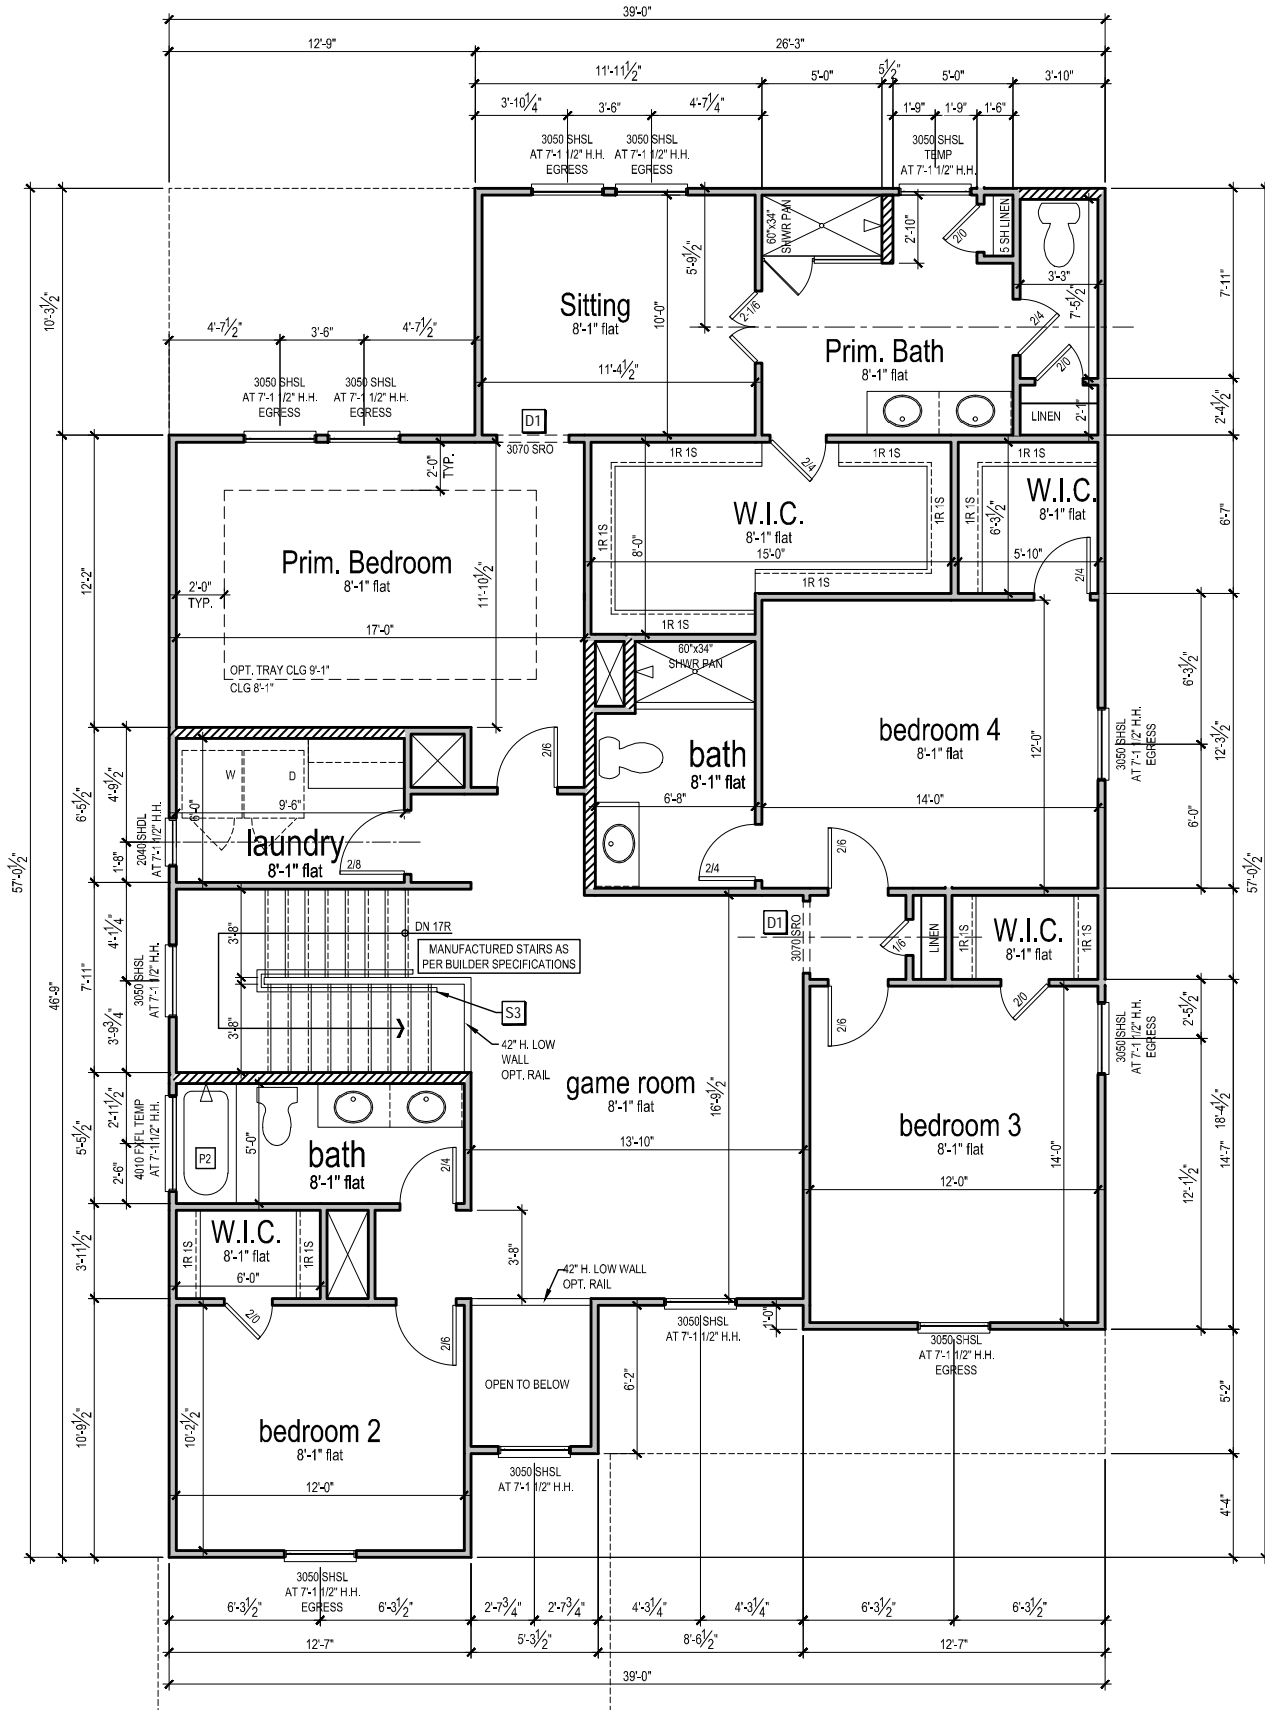 39'-0"
12'-9"
26'-3"
11'-11½"
5'-0"
5½"
5'-0"
3'-10"
3'-10¼"
3'-6"
4'-7¼"
1'-9"
1'-9"
1'-6"
3050 SHSL
AT 7'-1 1/2" H.H.
EGRESS
3050 SHSL
AT 7'-1 1/2" H.H.
EGRESS
3050 SHSL
TEMP
AT 7'-1 1/2" H.H.
60"x34"
SHWR PAN
2'-10"
2/0
5 SH LINEN
3'-3"
7'-5½"
7'-11"
10'-3½"
5'-9½"
10'-0"
Sitting
8'-1" flat
2-1/6
2/4
Prim. Bath
8'-1" flat
4'-7½"
3'-6"
4'-7½"
11'-4½"
2/0
3050 SHSL
AT 7'-1 1/2" H.H.
EGRESS
3050 SHSL
AT 7'-1 1/2" H.H.
EGRESS
LINEN
2'-1"
2'-4½"
D1
3070 SRO
2'-0"
TYP.
1R 1S
2/4
1R 1S
1R 1S
W.I.C.
8'-1" flat
W.I.C.
8'-1" flat
1R 1S
8'-0"
15'-0"
1R 1S
1R 1S
6'-3½"
5'-10"
2/4
6'-7"
1R 1S
1R 1S
12'-2"
Prim. Bedroom
8'-1" flat
2'-0"
TYP.
11'-10½"
17'-0"
OPT. TRAY CLG 9'-1"
CLG 8'-1"
60"x34"
SHWR PAN
57'-0½"
bedroom 4
8'-1" flat
12'-0"
14'-0"
3050 SHSL
AT 7'-1 1/2" H.H.
EGRESS
6'-3½"
12'-3½"
6'-0"
57'-0½"
6'-5½"
4'-9½"
1'-8"
2040 SHDL
AT 7'-1 1/2" H.H.
W
D
6'-0"
9'-6"
laundry
8'-1" flat
2/8
2/6
bath
8'-1" flat
6'-8"
2/4
2/6
46'-9"
7'-11"
4'-1¼"
3'-9¾"
3050 SHSL
AT 7'-1 1/2" H.H.
3'-8"
3'-8"
DN 17R
MANUFACTURED STAIRS AS
PER BUILDER SPECIFICATIONS
S3
42" H. LOW
WALL
OPT. RAIL
D1
3070 SRO
1/6
LINEN
1R 1S
W.I.C.
8'-1" flat
1R 1S
2/6
2/0
game room
8'-1" flat
16'-9½"
13'-10"
bedroom 3
8'-1" flat
14'-0"
12'-0"
3050 SHSL
AT 7'-1 1/2" H.H.
EGRESS
2'-5½"
12'-1½"
14'-7"
18'-4½"
5'-5½"
2'-11½"
2'-6"
4010 FXFL TEMP
AT 7'-1 1/2" H.H.
P2
5'-0"
bath
8'-1" flat
2/4
3'-11½"
1R 1S
W.I.C.
8'-1" flat
6'-0"
1R 1S
2/0
3'-8"
42" H. LOW WALL
OPT. RAIL
2/6
3050 SHSL
AT 7'-1 1/2" H.H.
1'-0"
3050 SHSL
AT 7'-1 1/2" H.H.
EGRESS
OPEN TO BELOW
6'-2"
5'-2"
10'-9½"
10'-2½"
bedroom 2
8'-1" flat
12'-0"
3050 SHSL
AT 7'-1 1/2" H.H.
4'-4"
3050 SHSL
AT 7'-1 1/2" H.H.
EGRESS
6'-3½"
6'-3½"
2'-7¾"
2'-7¾"
4'-3¼"
4'-3¼"
6'-3½"
6'-3½"
12'-7"
5'-3½"
8'-6½"
12'-7"
39'-0"